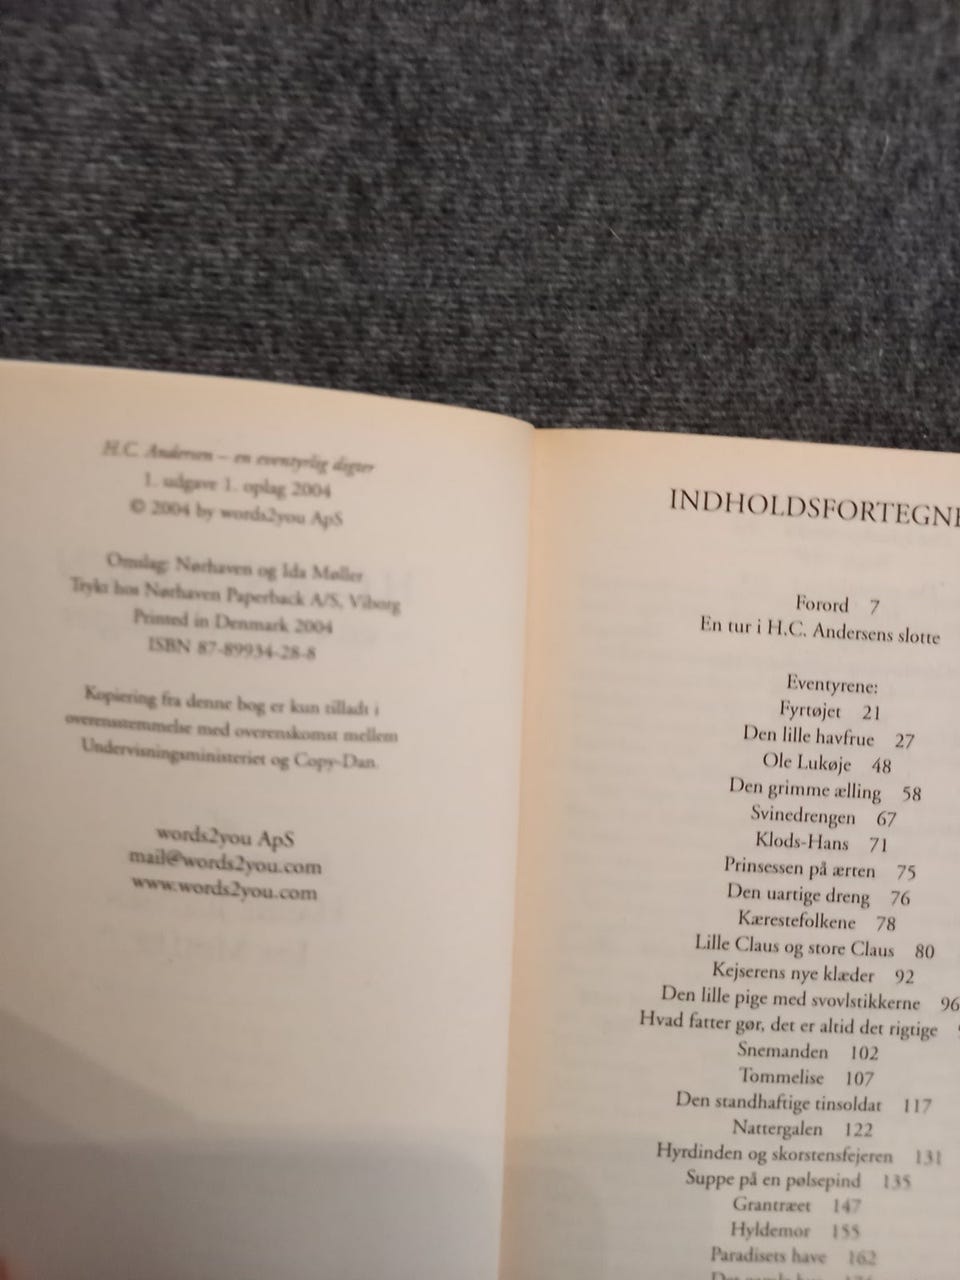 H.C. Andersen – en eventyrlig digter
1. udgave 1. oplag 2004
© 2004 by words2you ApS
Omslag: Nørhaven og Ida Møller
Trykt hos Nørhaven Paperback A/S, Viborg
Printed in Denmark 2004
ISBN 87-89934-28-8
Kopiering fra denne bog er kun tilladt i
overensstemmelse med overenskomst mellem
Undervisningsministeriet og Copy-Dan.
words2you ApS
mail@words2you.com
www.words2you.com
INDHOLDSFORTEGNE
Forord 7
En tur i H.C. Andersens slotte
Eventyrene:
Fyrtøjet 21
Den lille havfrue 27
Ole Lukøje 48
Den grimme ælling 58
Svinedrengen 67
Klods-Hans 71
Prinsessen på ærten 75
Den uartige dreng 76
Kærestefolkene 78
Lille Claus og store Claus 80
Kejserens nye klæder 92
Den lille pige med svovlstikkerne 96
Hvad fatter gør, det er altid det rigtige
Snemanden 102
Tommelise 107
Den standhaftige tinsoldat 117
Nattergalen 122
Hyrdinden og skorstensfejeren 131
Suppe på en pølsepind 135
Grantræet 147
Hyldemor 155
Paradisets have 162